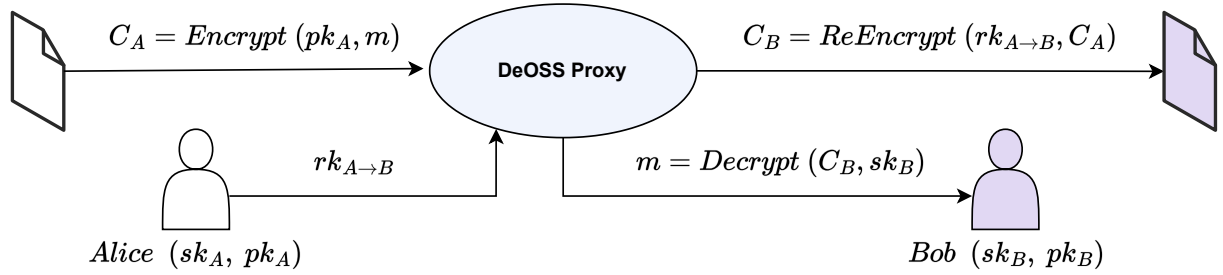 C_A = Encrypt (pk_A, m)
C_B = ReEncrypt (rk_{A→B}, C_A)
DeOSS Proxy
rk_{A→B}
m = Decrypt (C_B, sk_B)
Alice (sk_A, pk_A)
Bob (sk_B, pk_B)